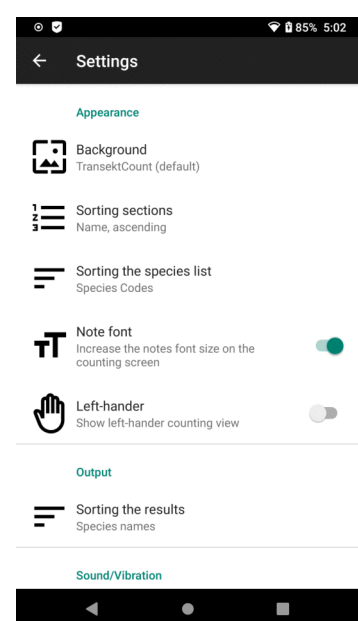 85% 5:02
Settings
Appearance
Background
TransektCount (default)
Sorting sections
Name, ascending
Sorting the species list
Species Codes
Note font
Increase the notes font size on the
counting screen
Left-hander
Show left-hander counting view
Output
Sorting the results
Species names
Sound/Vibration